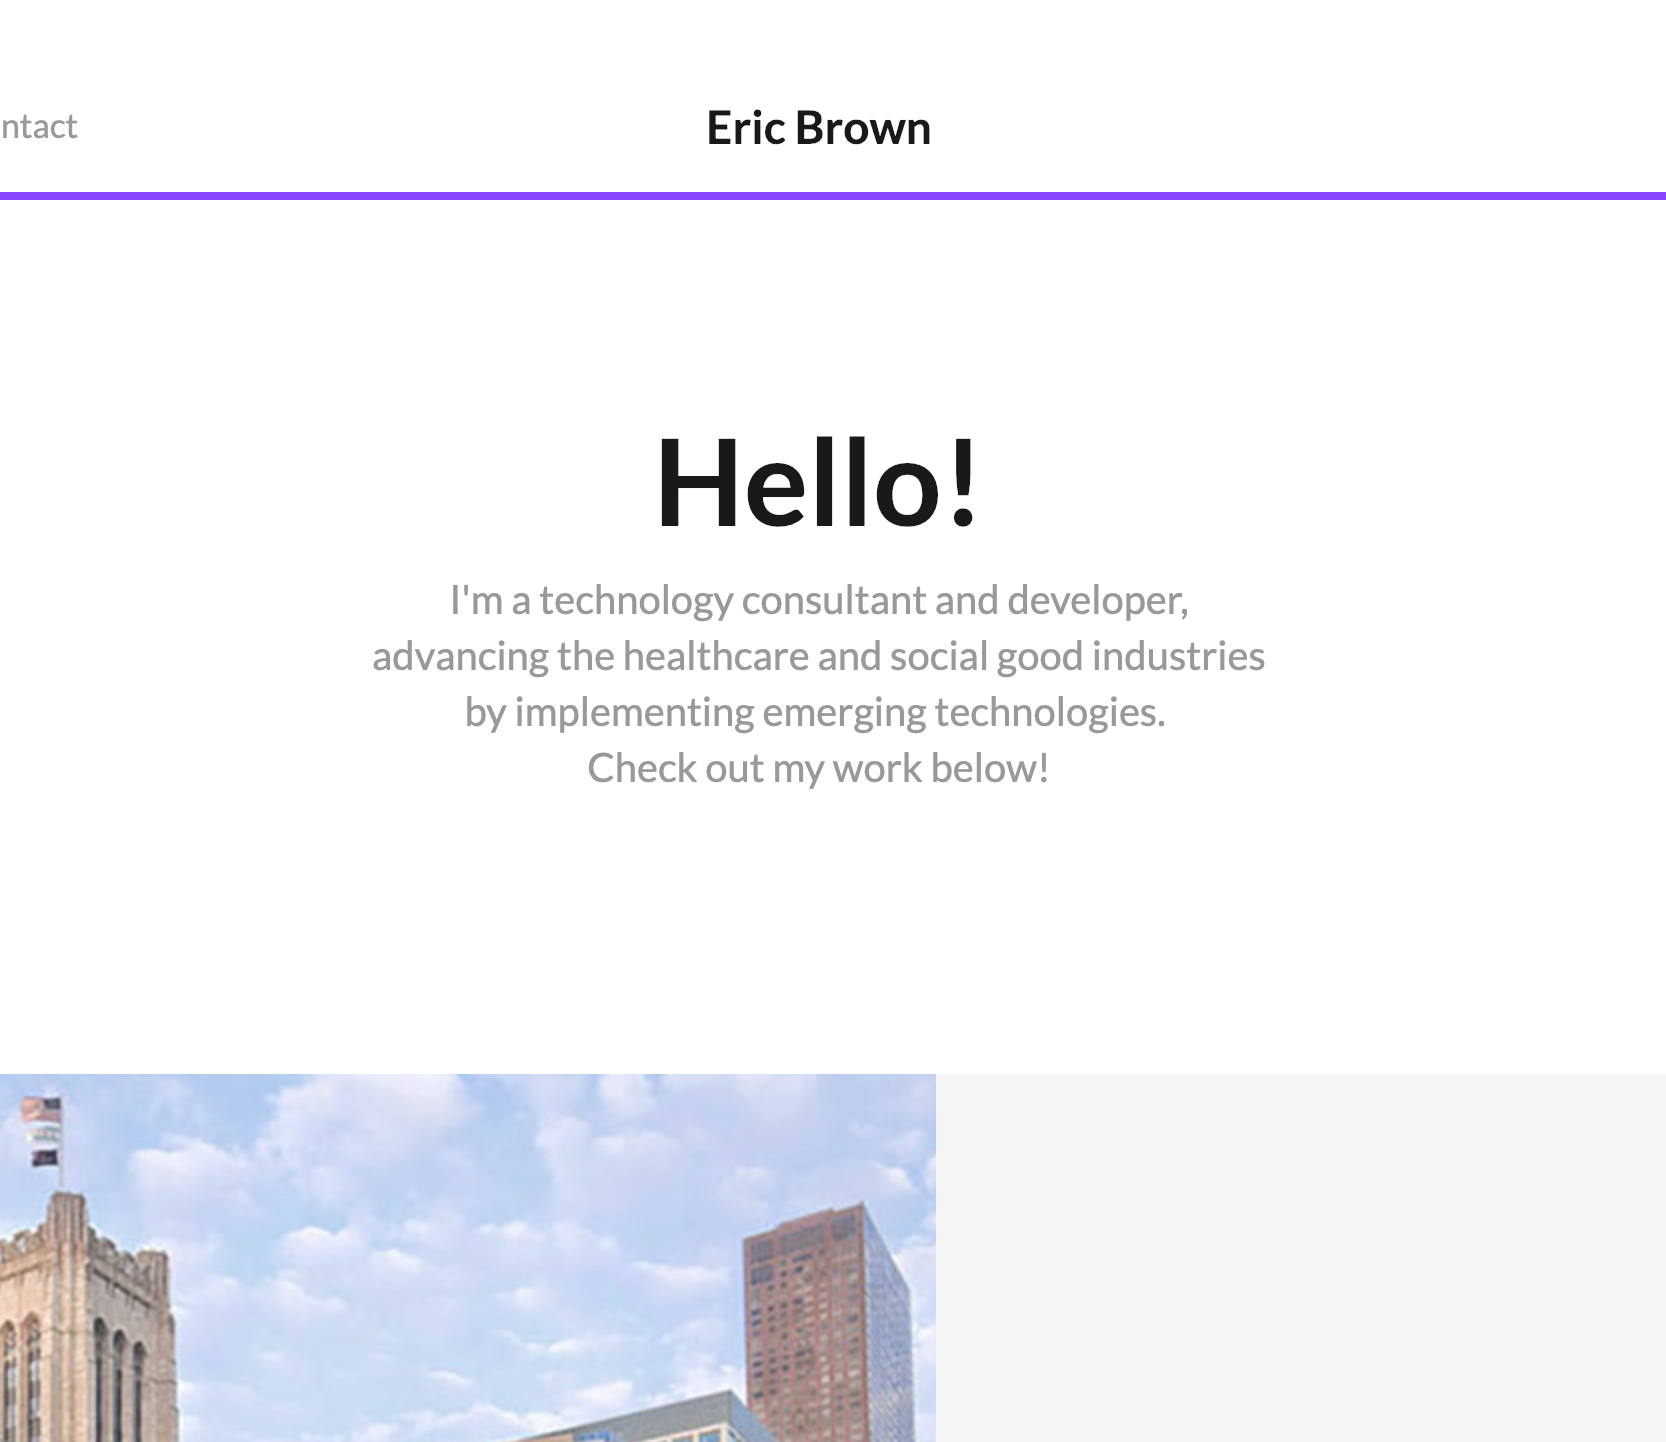 ntact
Eric Brown
Hello!
I'm a technology consultant and developer,
advancing the healthcare and social good industries
by implementing emerging technologies.
Check out my work below!